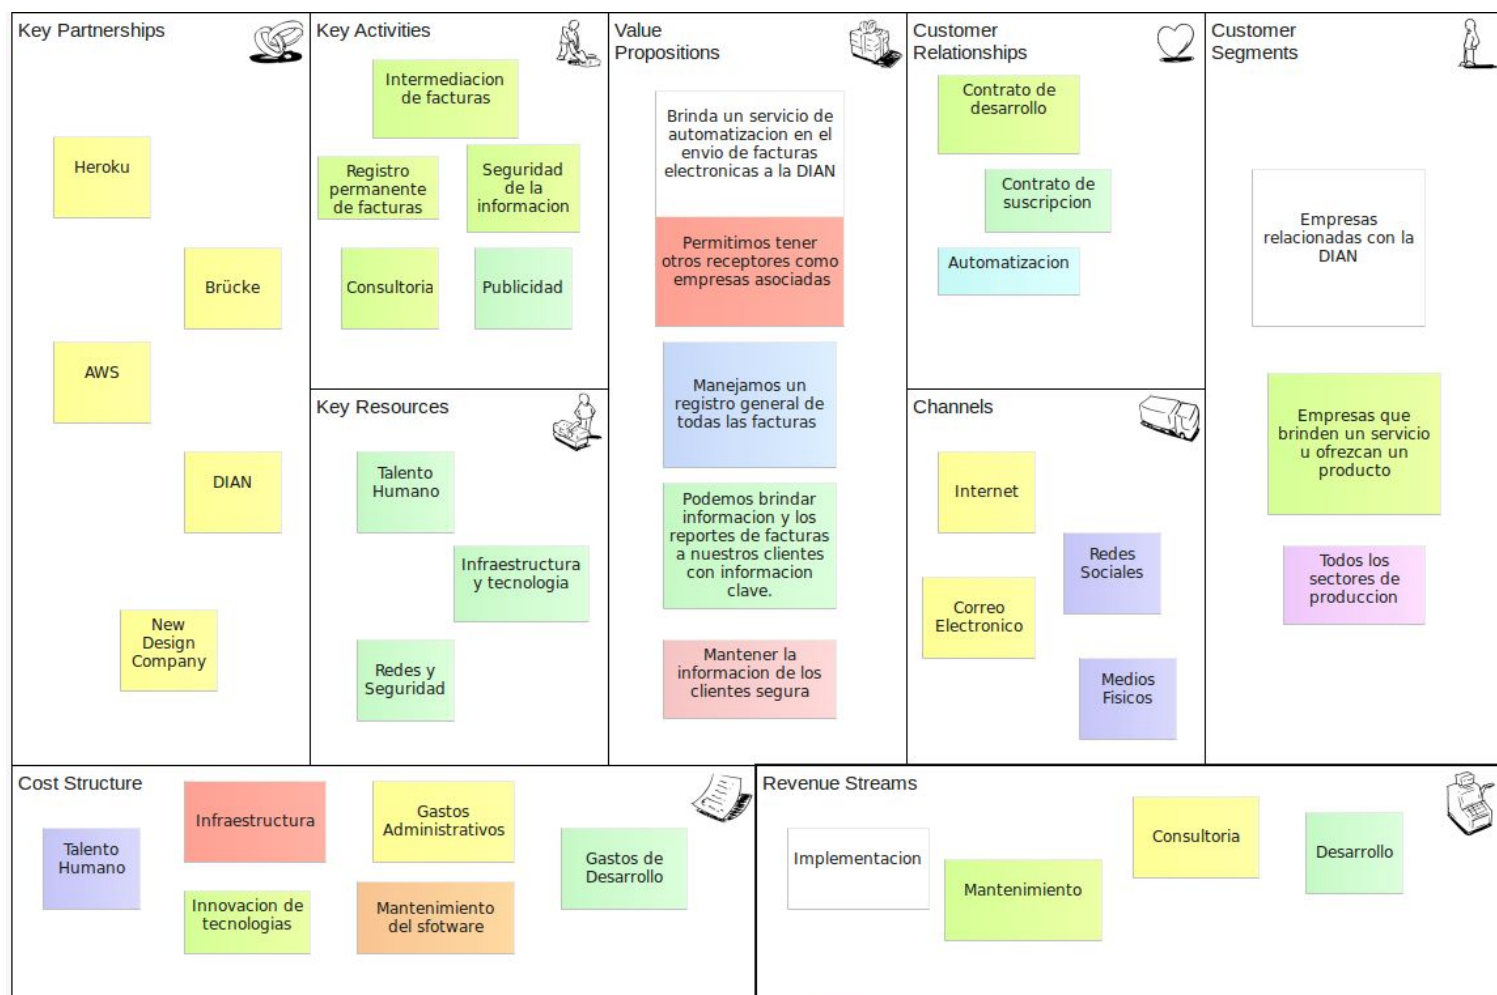 Key Partnerships
Heroku
Brücke
AWS
DIAN
New
Design
Company
Key Activities
Intermediacion
de facturas
Registro
permanente
de facturas
Seguridad
de la
informacion
Consultoria
Publicidad
Key Resources
Talento
Humano
Infraestructura
y tecnologia
Redes y
Seguridad
Value
Propositions
Brinda un servicio de
automatizacion en el
envio de facturas
electronicas a la DIAN
Permitimos tener
otros receptores como
empresas asociadas
Manejamos un
registro general de
todas las facturas
Podemos brindar
informacion y los
reportes de facturas
a nuestros clientes
con informacion
clave.
Mantener la
informacion de los
clientes segura
Customer
Relationships
Contrato de
desarrollo
Contrato de
suscripcion
Automatizacion
Channels
Internet
Redes
Sociales
Correo
Electronico
Medios
Fisicos
Customer
Segments
Empresas
relacionadas con la
DIAN
Empresas que
brinden un servicio
u ofrezcan un
producto
Todos los
sectores de
produccion
Cost Structure
Talento
Humano
Infraestructura
Innovacion de
tecnologias
Gastos
Administrativos
Mantenimiento
del sfotware
Gastos de
Desarrollo
Revenue Streams
Implementacion
Mantenimiento
Consultoria
Desarrollo